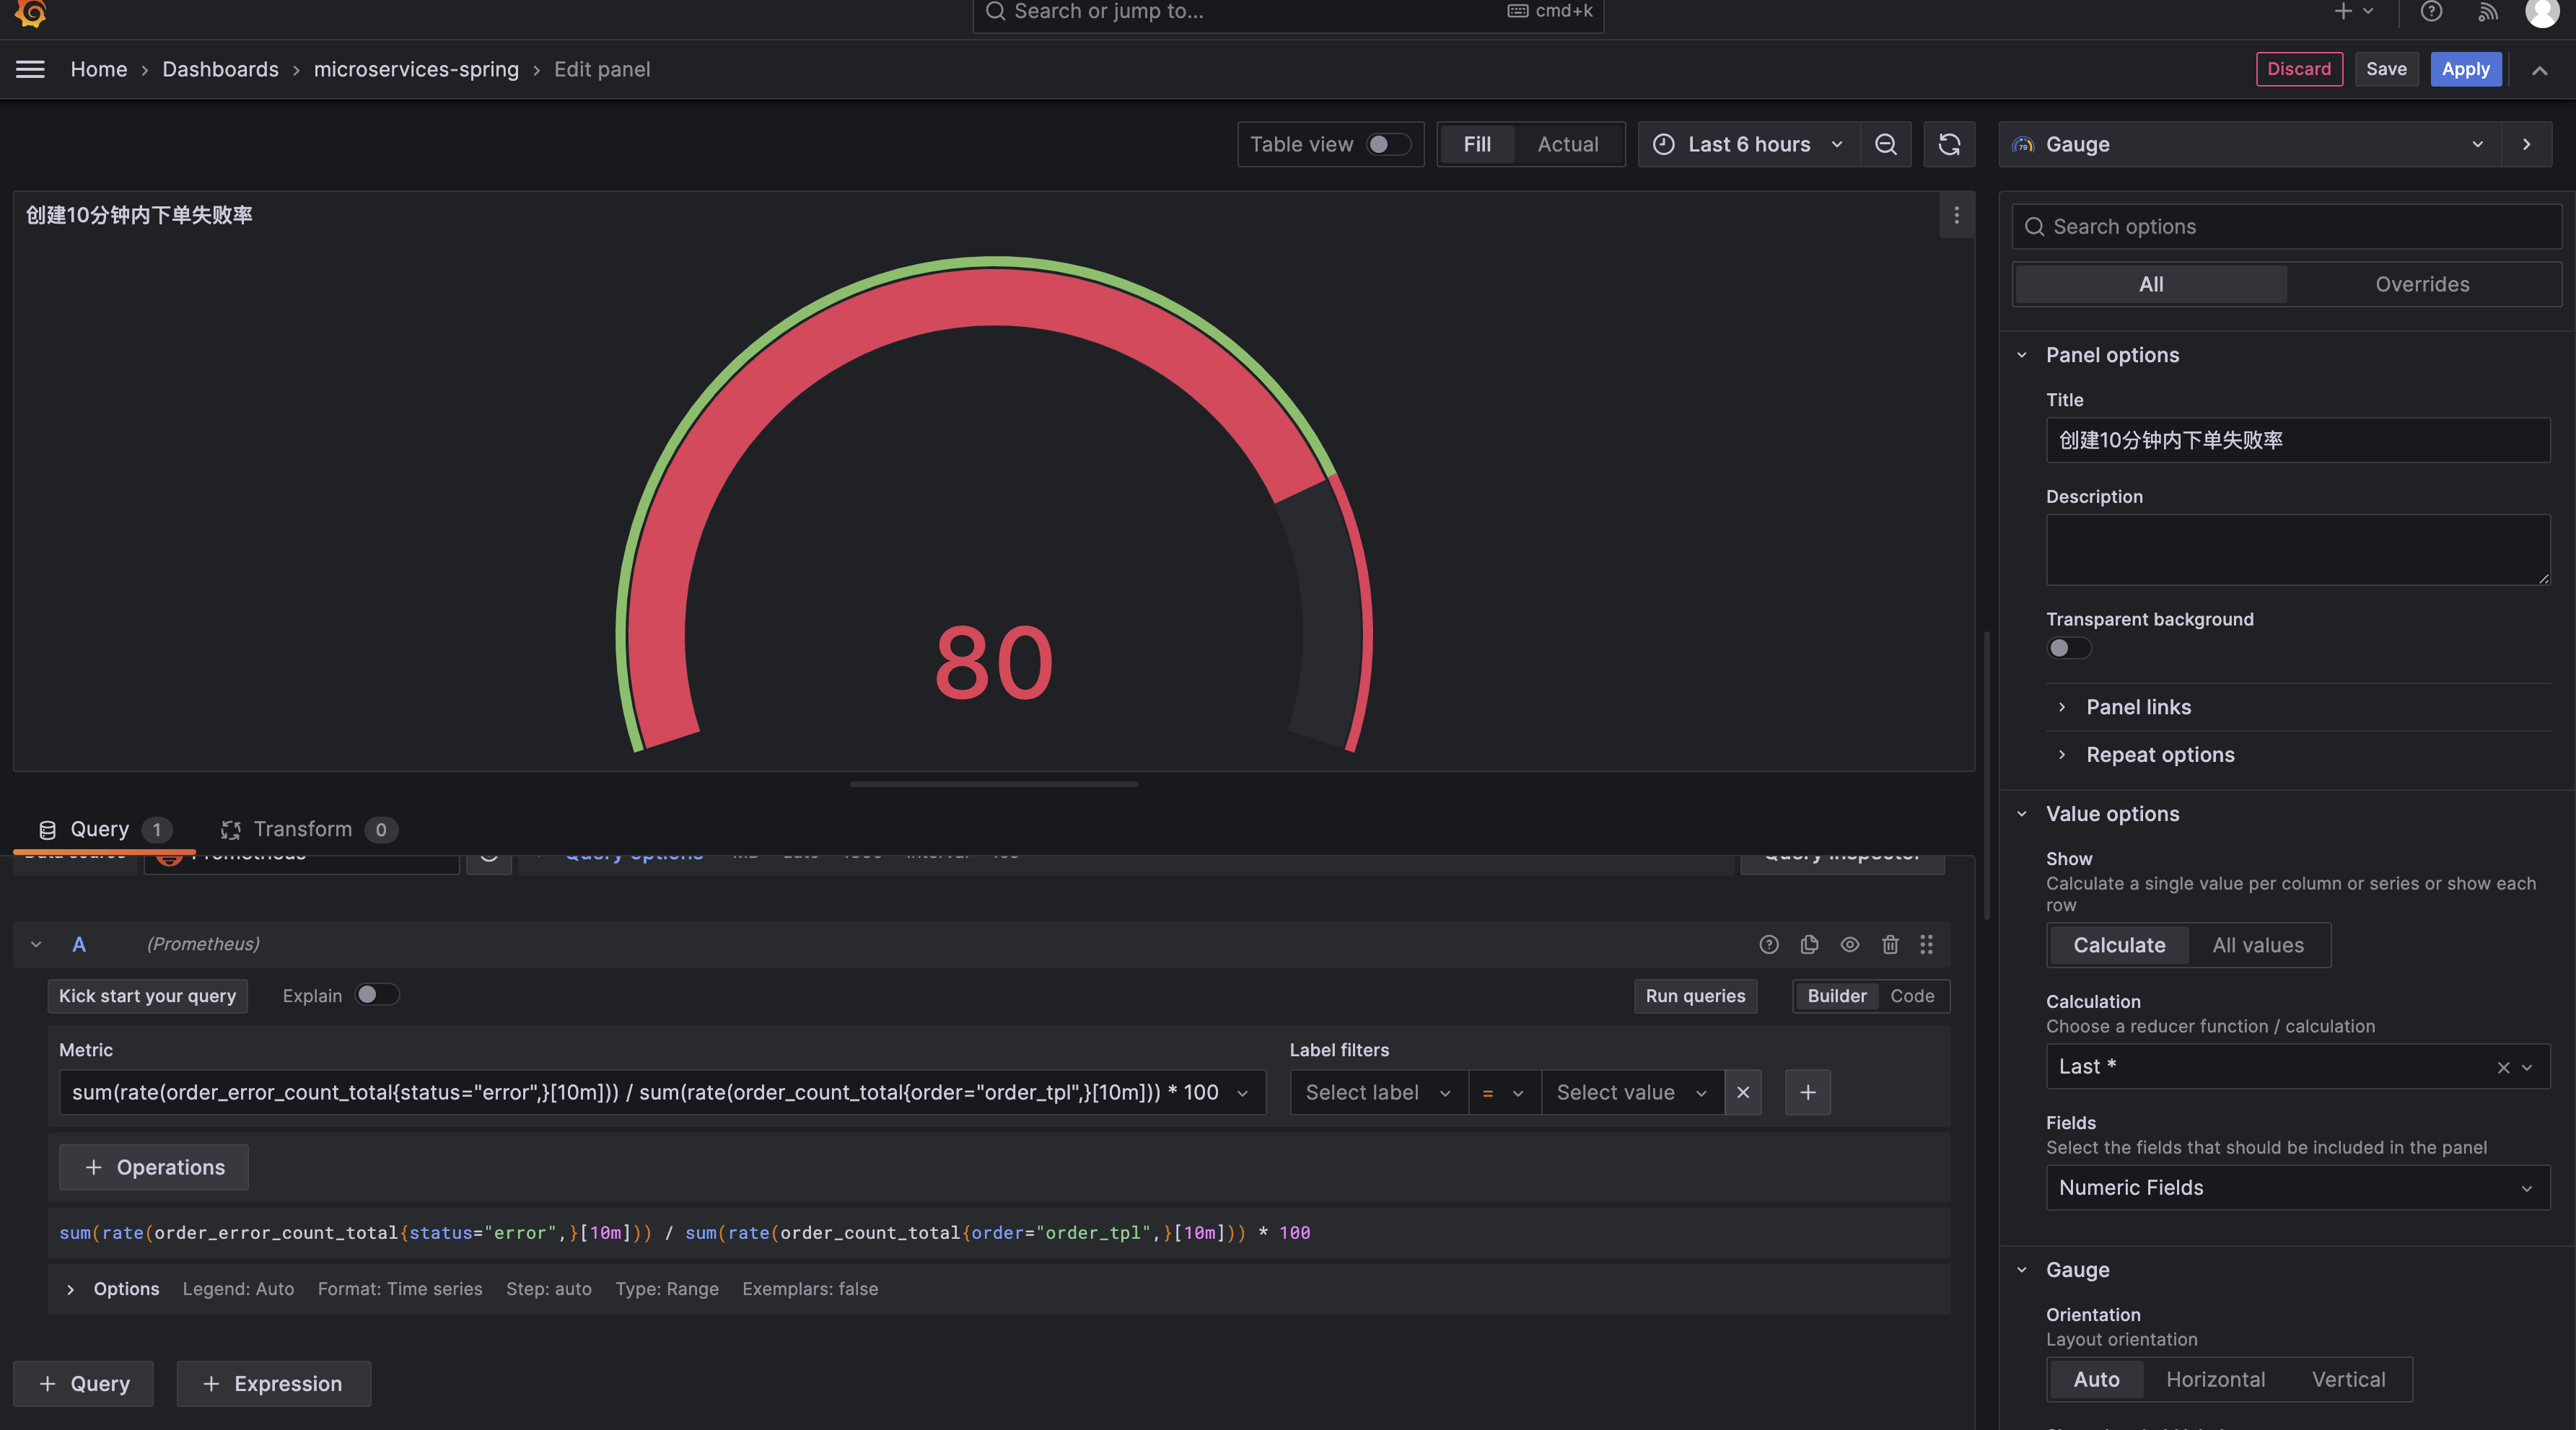 Search or jump to...
cmd+k
Home › Dashboards › microservices-spring › Edit panel
Discard
Save
Apply
Table view
Fill
Actual
Last 6 hours
79
Gauge
创建10分钟内下单失败率
80
Search options
All
Overrides
Panel options
Title
创建10分钟内下单失败率
Description
Transparent background
Panel links
Repeat options
Query 1
Transform 0
Data source
Prometheus
Query options
Query inspector
A
(Prometheus)
Kick start your query
Explain
Run queries
Builder
Code
Metric
Label filters
sum(rate(order_error_count_total{status="error",}[10m])) / sum(rate(order_count_total{order="order_tpl",}[10m])) * 100
Select label
=
Select value
+ Operations
sum(rate(order_error_count_total{status="error",}[10m])) / sum(rate(order_count_total{order="order_tpl",}[10m])) * 100
Options
Legend: Auto
Format: Time series
Step: auto
Type: Range
Exemplars: false
+ Query
+ Expression
Value options
Show
Calculate a single value per column or series or show each
row
Calculate
All values
Calculation
Choose a reducer function / calculation
Last *
Fields
Select the fields that should be included in the panel
Numeric Fields
Gauge
Orientation
Layout orientation
Auto
Horizontal
Vertical